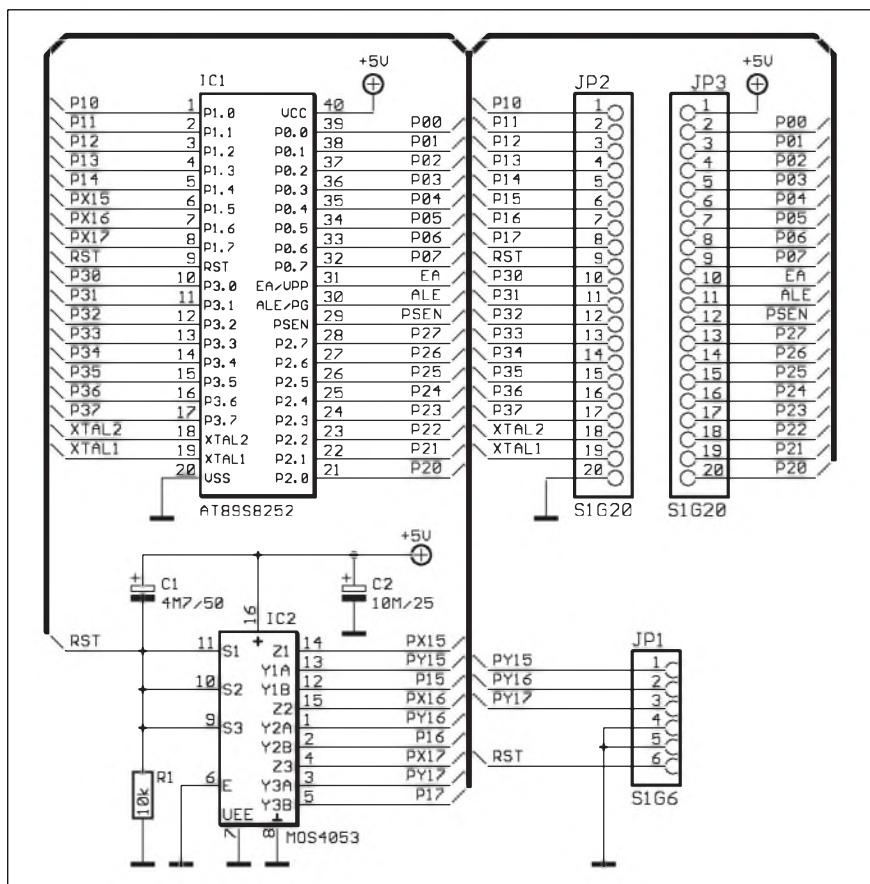 +5V +5V
IC1 JP2 JP3
P10 1 P1.0 VCC 40 P10 1 1
P11 2 P1.1 P0.0 39 P00 P11 2 2 P00
P12 3 P1.2 P0.1 38 P01 P12 3 3 P01
P13 4 P1.3 P0.2 37 P02 P13 4 4 P02
P14 5 P1.4 P0.3 36 P03 P14 5 5 P03
PX15 6 P1.5 P0.4 35 P04 P15 6 6 P04
PX16 7 P1.6 P0.5 34 P05 P16 7 7 P05
PX17 8 P1.7 P0.6 33 P06 P17 8 8 P06
RST 9 RST P0.7 32 P07 RST 9 9 P07
P30 10 P3.0 EA/VPP 31 EA P30 10 10 EA
P31 11 P3.1 ALE/PG 30 ALE P31 11 11 ALE
P32 12 P3.2 PSEN 29 PSEN P32 12 12 PSEN
P33 13 P3.3 P2.7 28 P27 P33 13 13 P27
P34 14 P3.4 P2.6 27 P26 P34 14 14 P26
P35 15 P3.5 P2.5 26 P25 P35 15 15 P25
P36 16 P3.6 P2.4 25 P24 P36 16 16 P24
P37 17 P3.7 P2.3 24 P23 P37 17 17 P23
XTAL2 18 XTAL2 P2.2 23 P22 XTAL2 18 18 P22
XTAL1 19 XTAL1 P2.1 22 P21 XTAL1 19 19 P21
20 VSS P2.0 21 P20 20 20 P20
AT89S8252 S1G20 S1G20
+5V
+ C1 + C2
4M7/50 10M/25
16 IC2
+
RST 11 S1 Z1 14 PX15 JP1
Y1A 13 PY15 PY15 1
10 S2 Y1B 12 P15 PY16 2
Z2 15 PX16 PY17 3
9 S3 Y2A 1 PY16 4
Y2B 2 P16 5
Z3 4 PX17 RST 6
R1 6 E Y3A 3 PY17
10k Y3B 5 P17 S1G6
VEE
7 8 MOS4053